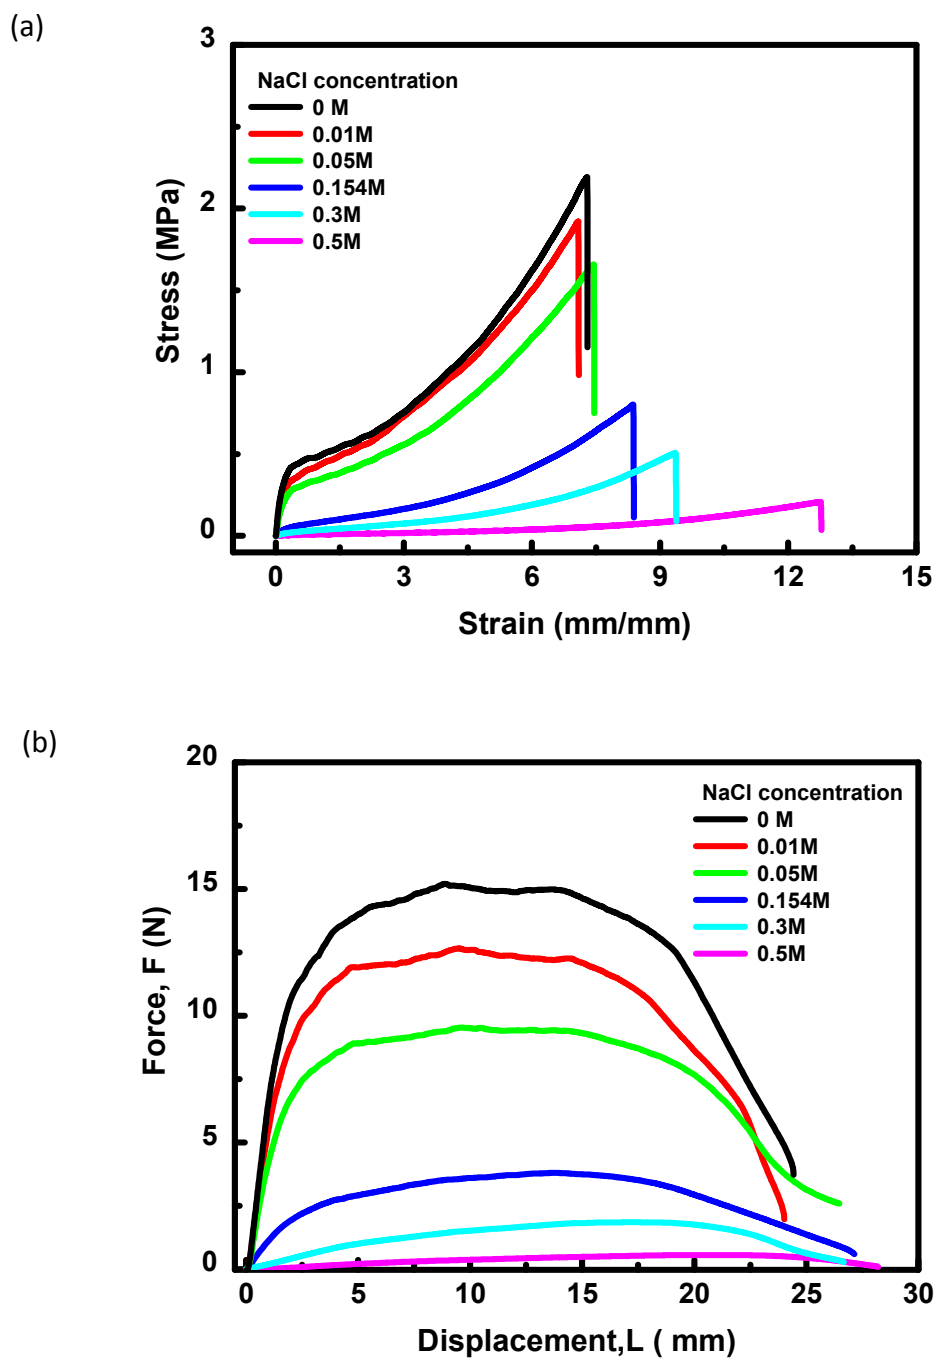 (a)
3
2
1
0
Stress (MPa)
NaCl concentration
0 M
0.01M
0.05M
0.154M
0.3M
0.5M
0 3 6 9 12 15
Strain (mm/mm)
(b)
20
15
10
5
0
Force, F (N)
NaCl concentration
0 M
0.01M
0.05M
0.154M
0.3M
0.5M
0 5 10 15 20 25 30
Displacement,L ( mm)